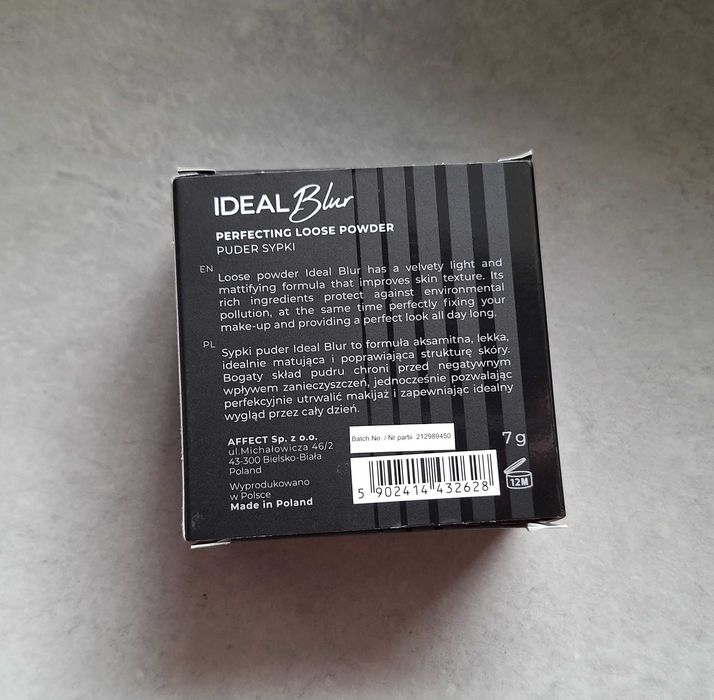 IDEAL Blur
PERFECTING LOOSE POWDER
PUDER SYPKI
EN
Loose powder Ideal Blur has a velvety light and
mattifying formula that improves skin texture. Its
rich ingredients protect against environmental
pollution, at the same time perfectly fixing your
make-up and providing a perfect look all day long.
PL
Sypki puder Ideal Blur to formuła aksamitna, lekka,
idealnie matująca i poprawiająca strukturę skóry.
Bogaty skład pudru chroni przed negatywnym
wpływem zanieczyszczeń, jednocześnie pozwalając
perfekcyjnie utrwalić makijaż i zapewniając idealny
wygląd przez cały dzień.
AFFECT Sp. z o.o.
ul.Michałowicza 46/2
43-300 Bielsko-Biała
Poland
Wyprodukowano
w Polsce
Made in Poland
Batch No. / Nr partii: 212989450
7 g
5 902414 432628
12M